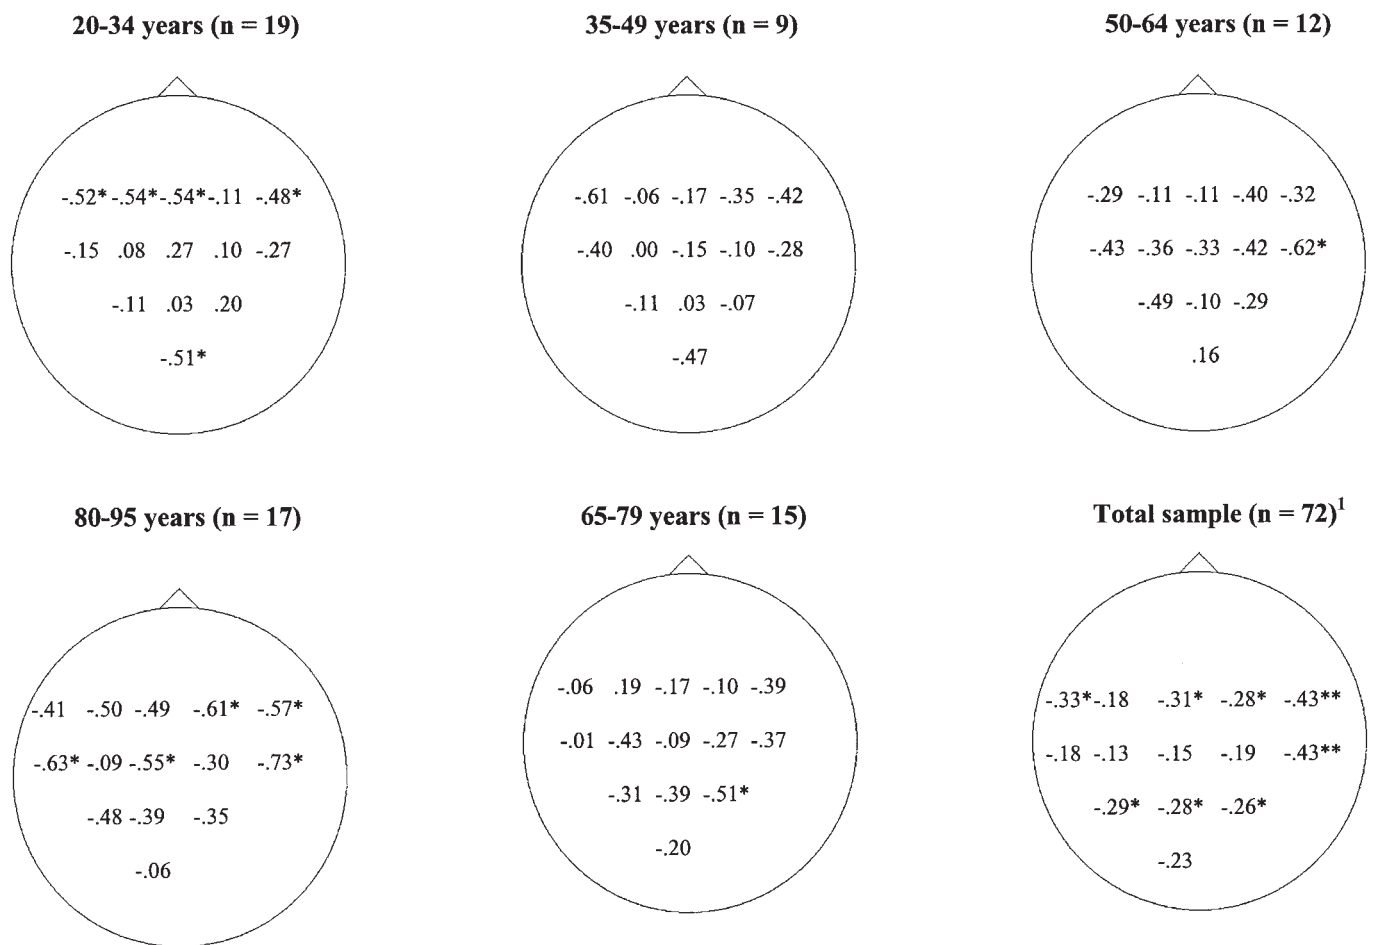 20-34 years (n = 19)
-.52* -.54* -.54* -.11 -.48*
-.15 .08 .27 .10 -.27
-.11 .03 .20
-.51*
35-49 years (n = 9)
-.61 -.06 -.17 -.35 -.42
-.40 .00 -.15 -.10 -.28
-.11 .03 -.07
-.47
50-64 years (n = 12)
-.29 -.11 -.11 -.40 -.32
-.43 -.36 -.33 -.42 -.62*
-.49 -.10 -.29
.16
80-95 years (n = 17)
-.41 -.50 -.49 -.61* -.57*
-.63* -.09 -.55* -.30 -.73*
-.48 -.39 -.35
-.06
65-79 years (n = 15)
-.06 .19 -.17 -.10 -.39
-.01 -.43 -.09 -.27 -.37
-.31 -.39 -.51*
-.20
Total sample (n = 72)¹
-.33* -.18 -.31* -.28* -.43**
-.18 -.13 -.15 -.19 -.43**
-.29* -.28* -.26*
-.23